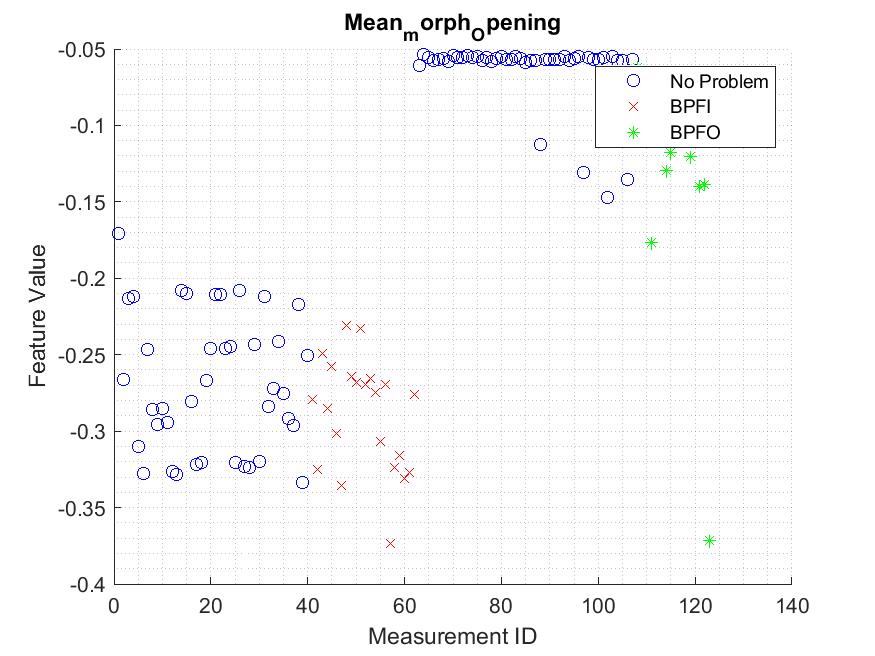 Mean_morph_Opening
-0.05
-0.1
-0.15
-0.2
-0.25
-0.3
-0.35
-0.4
Feature Value
No Problem
BPFI
BPFO
0 20 40 60 80 100 120 140
Measurement ID